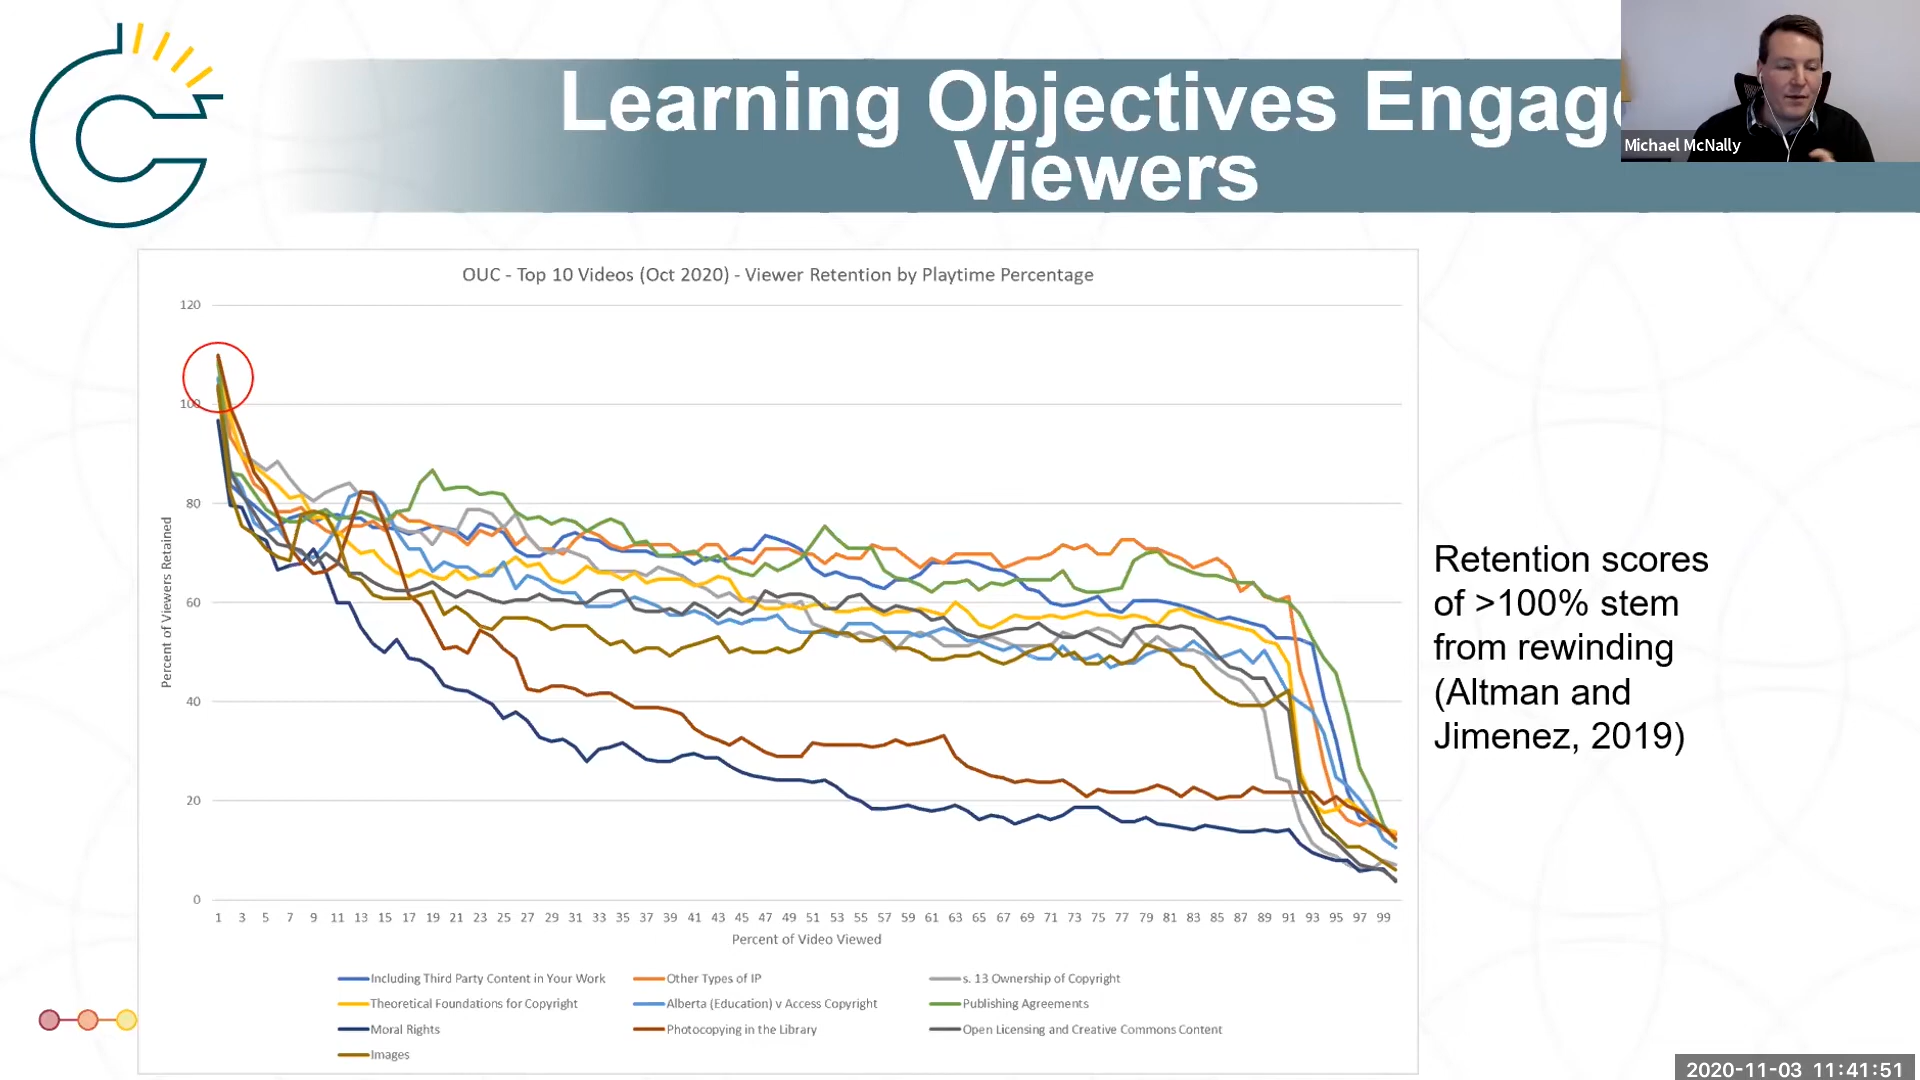 Learning Objectives Engag
Viewers
Michael McNally
OUC - Top 10 Videos (Oct 2020) - Viewer Retention by Playtime Percentage
Percent of Viewers Retained
120
100
80
60
40
20
0
1 3 5 7 9 11 13 15 17 19 21 23 25 27 29 31 33 35 37 39 41 43 45 47 49 51 53 55 57 59 61 63 65 67 69 71 73 75 77 79 81 83 85 87 89 91 93 95 97 99
Percent of Video Viewed
Including Third Party Content in Your Work
Other Types of IP
s. 13 Ownership of Copyright
Theoretical Foundations for Copyright
Alberta (Education) v Access Copyright
Publishing Agreements
Moral Rights
Photocopying in the Library
Open Licensing and Creative Commons Content
Images
Retention scores
of >100% stem
from rewinding
(Altman and
Jimenez, 2019)
2020-11-03 11:41:51